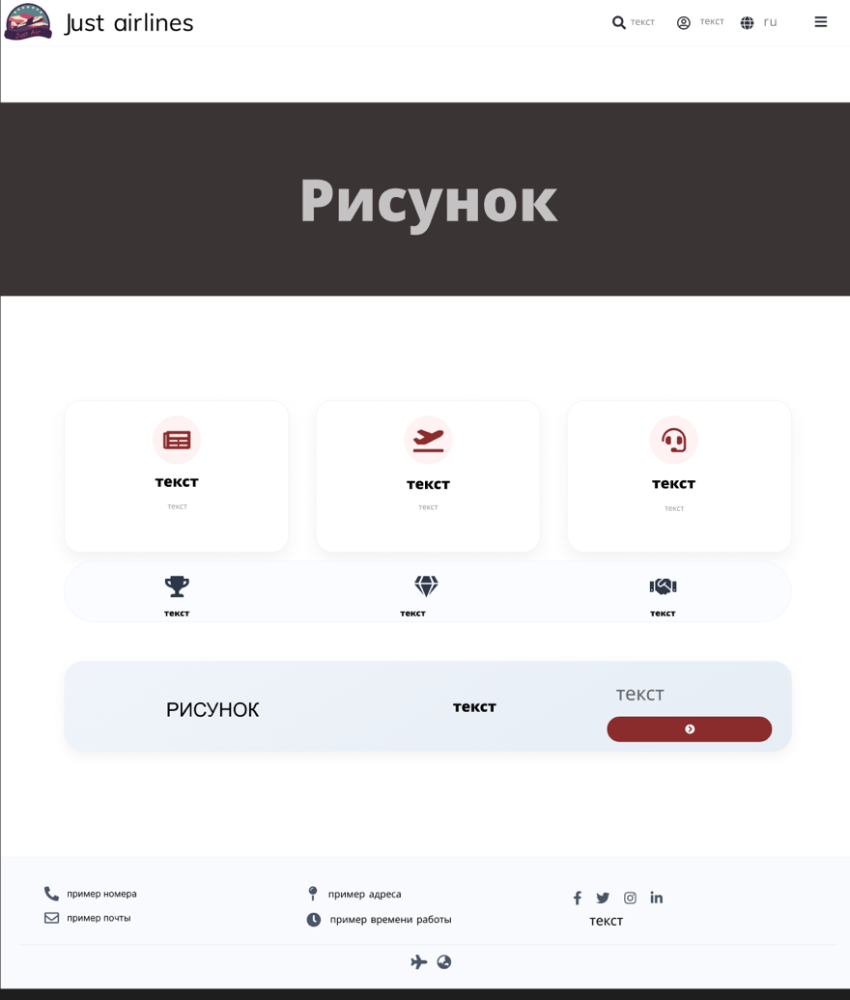 Just Air
Just airlines
текст
текст
ru
Рисунок
текст
текст
текст
текст
текст
текст
текст
текст
текст
РИСУНОК
текст
текст
пример номера
пример адреса
пример почты
пример времени работы
текст